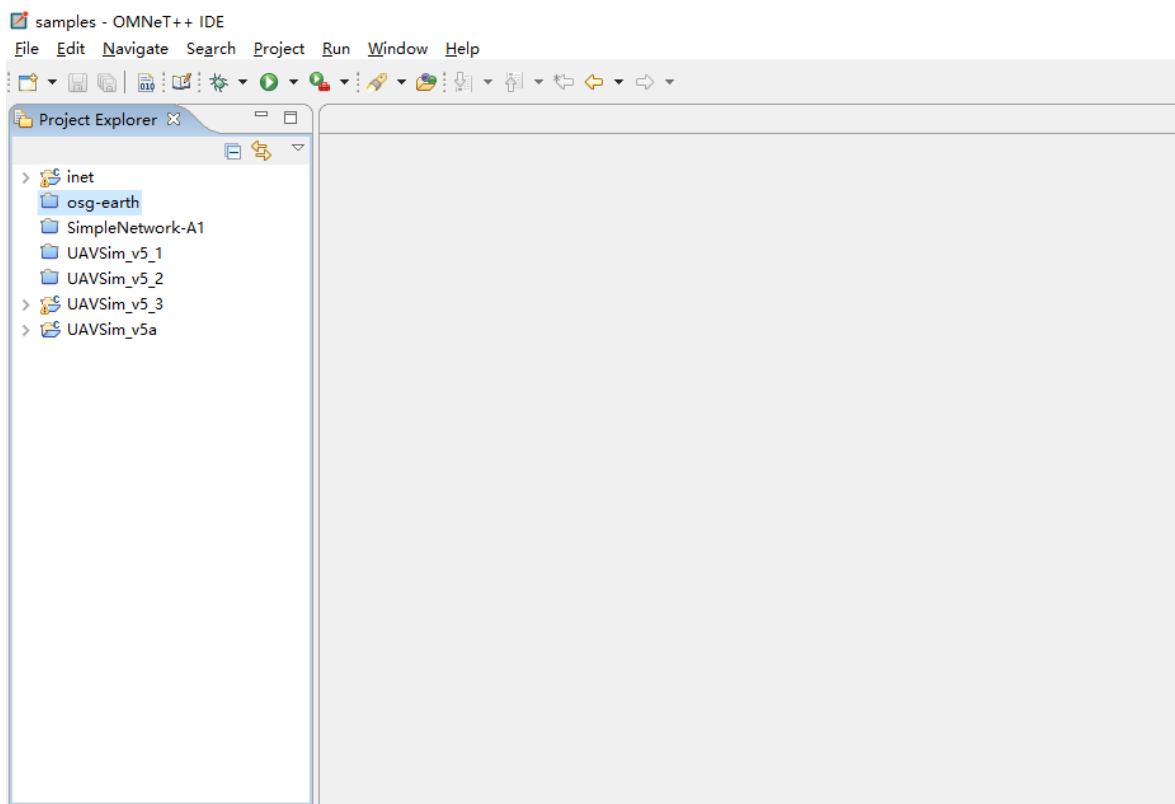 samples - OMNeT++ IDE
File Edit Navigate Search Project Run Window Help
010
Project Explorer
inet
osg-earth
SimpleNetwork-A1
UAVSim_v5_1
UAVSim_v5_2
UAVSim_v5_3
UAVSim_v5a